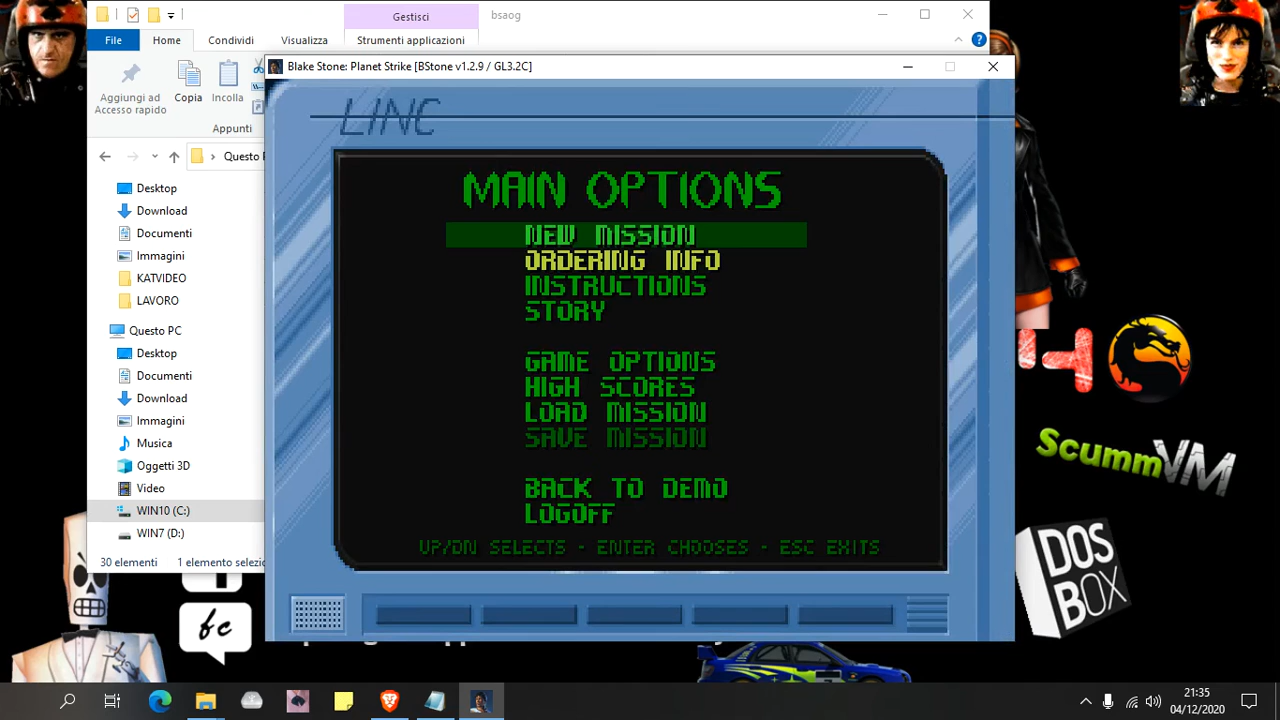 Gestisci
bsaog
File
Home
Condividi
Visualizza
Strumenti applicazioni
Blake Stone: Planet Strike [BStone v1.2.9 / GL3.2C]
Aggiungi ad
Accesso rapido
Copia
Incolla
Appunti
Questo
LINC
MAIN OPTIONS
NEW MISSION
ORDERING INFO
INSTRUCTIONS
STORY
GAME OPTIONS
HIGH SCORES
LOAD MISSION
SAVE MISSION
BACK TO DEMO
LOGOFF
UP/DN SELECTS - ENTER CHOOSES - ESC EXITS
Desktop
Download
Documenti
Immagini
KATVIDEO
LAVORO
Questo PC
Desktop
Documenti
Download
Immagini
Musica
Oggetti 3D
Video
WIN10 (C:)
WIN7 (D:)
30 elementi
1 elemento selezio
ScummVM
DOS
BOX
fc
21:35
04/12/2020